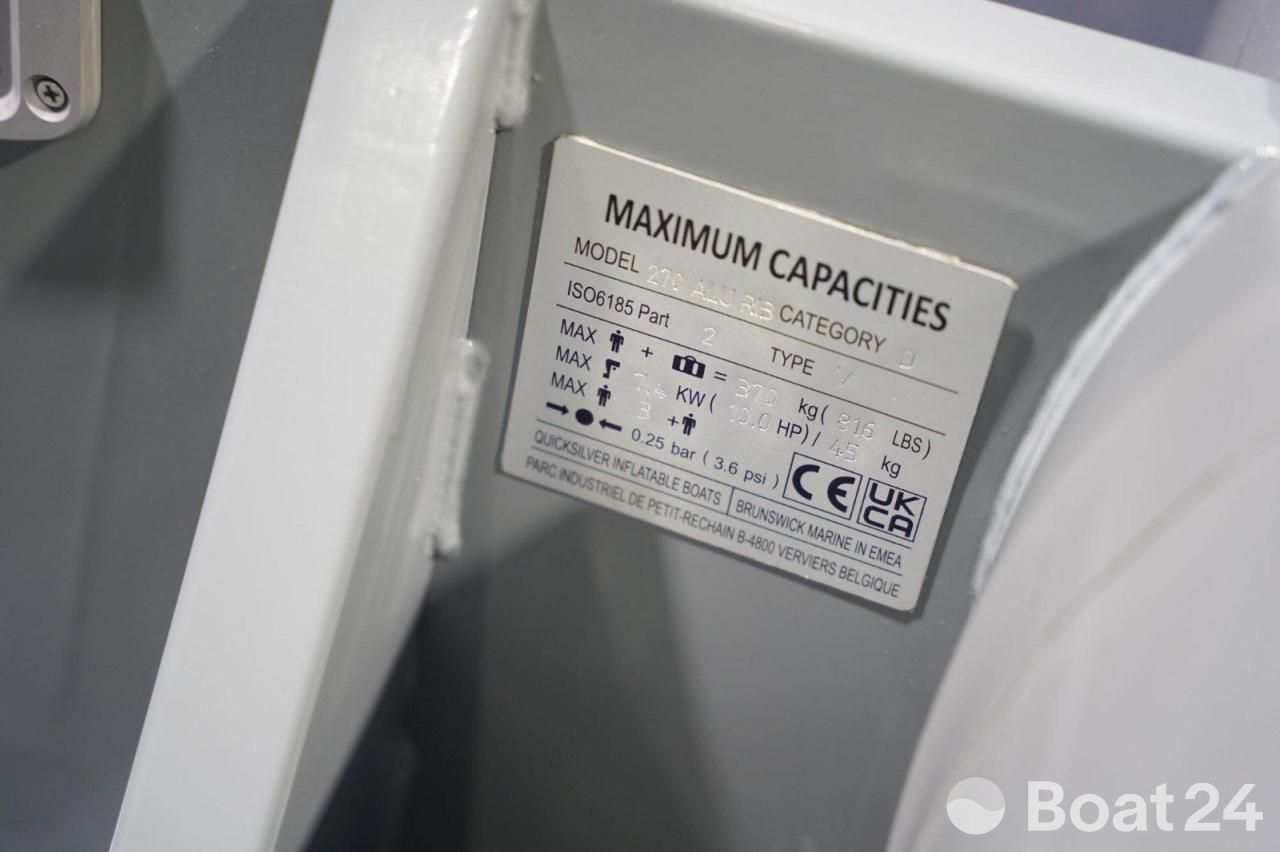 MAXIMUM CAPACITIES
MODEL 270 ALU RIB CATEGORY D
ISO6185 Part 2 TYPE V
MAX + = 370 kg( 816 LBS)
MAX 7.4 KW( 10.0 HP)/ 45 kg
MAX 3 +
0.25 bar ( 3.6 psi )
CE UKCA
QUICKSILVER INFLATABLE BOATS BRUNSWICK MARINE IN EMEA
PARC INDUSTRIEL DE PETIT-RECHAIN B-4800 VERVIERS BELGIQUE
Boat24